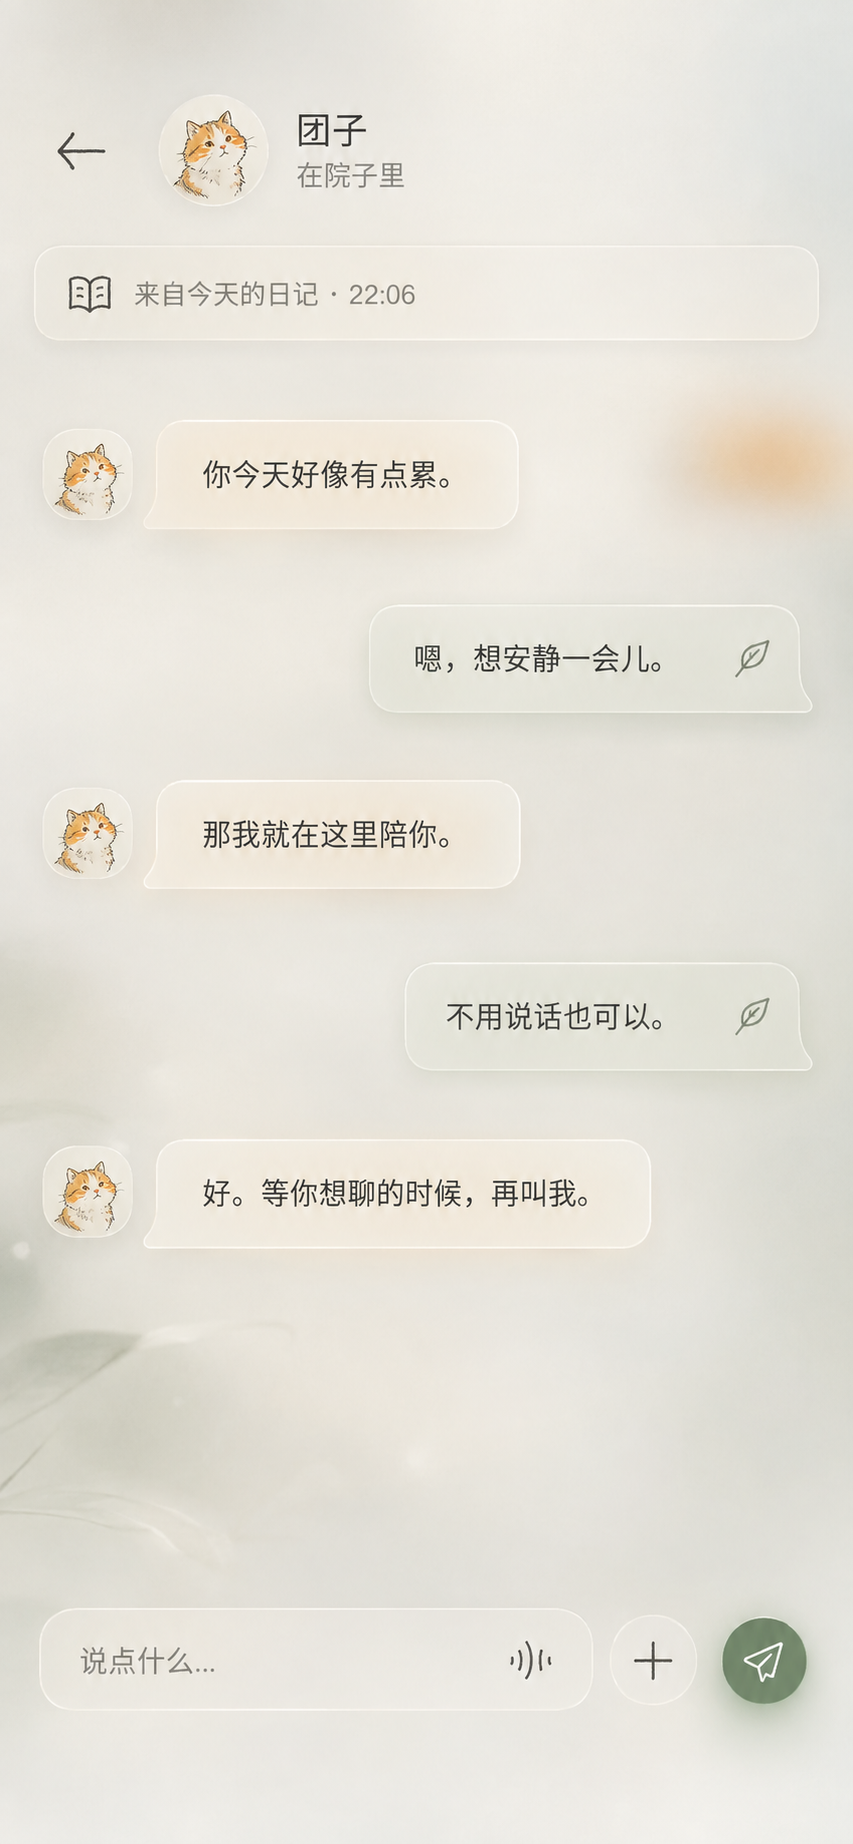 团子
在院子里
来自今天的日记 · 22:06
你今天好像有点累。
嗯，想安静一会儿。
那我就在这里陪你。
不用说话也可以。
好。等你想聊的时候，再叫我。
说点什么...